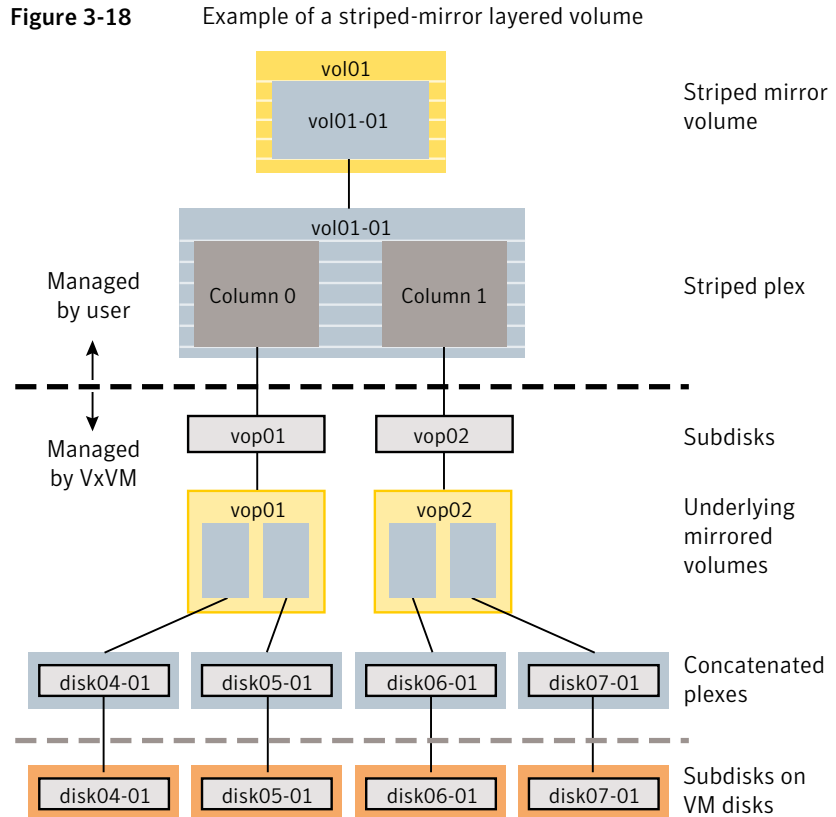 Figure 3-18 Example of a striped-mirror layered volume
vol01
vol01-01
Striped mirror
volume
vol01-01
Column 0
Column 1
Striped plex
Managed
by user
Managed
by VxVM
vop01
vop02
Subdisks
vop01
vop02
Underlying
mirrored
volumes
disk04-01
disk05-01
disk06-01
disk07-01
Concatenated
plexes
disk04-01
disk05-01
disk06-01
disk07-01
Subdisks on
VM disks